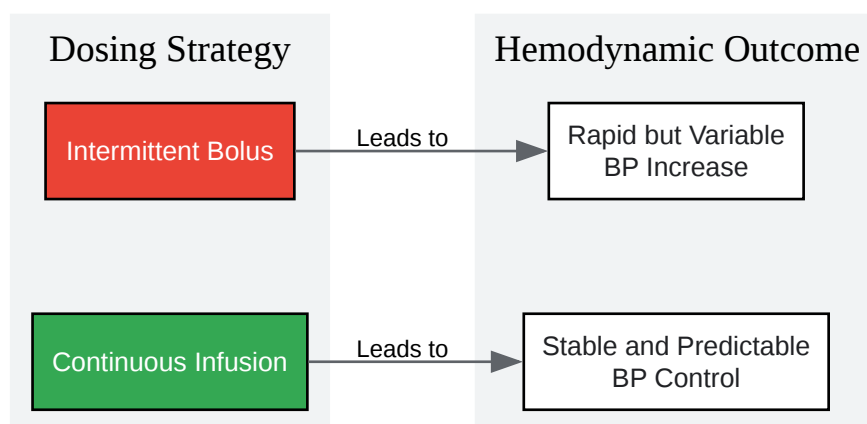 Dosing Strategy
Hemodynamic Outcome
Intermittent Bolus
Leads to
Rapid but Variable
BP Increase
Continuous Infusion
Leads to
Stable and Predictable
BP Control